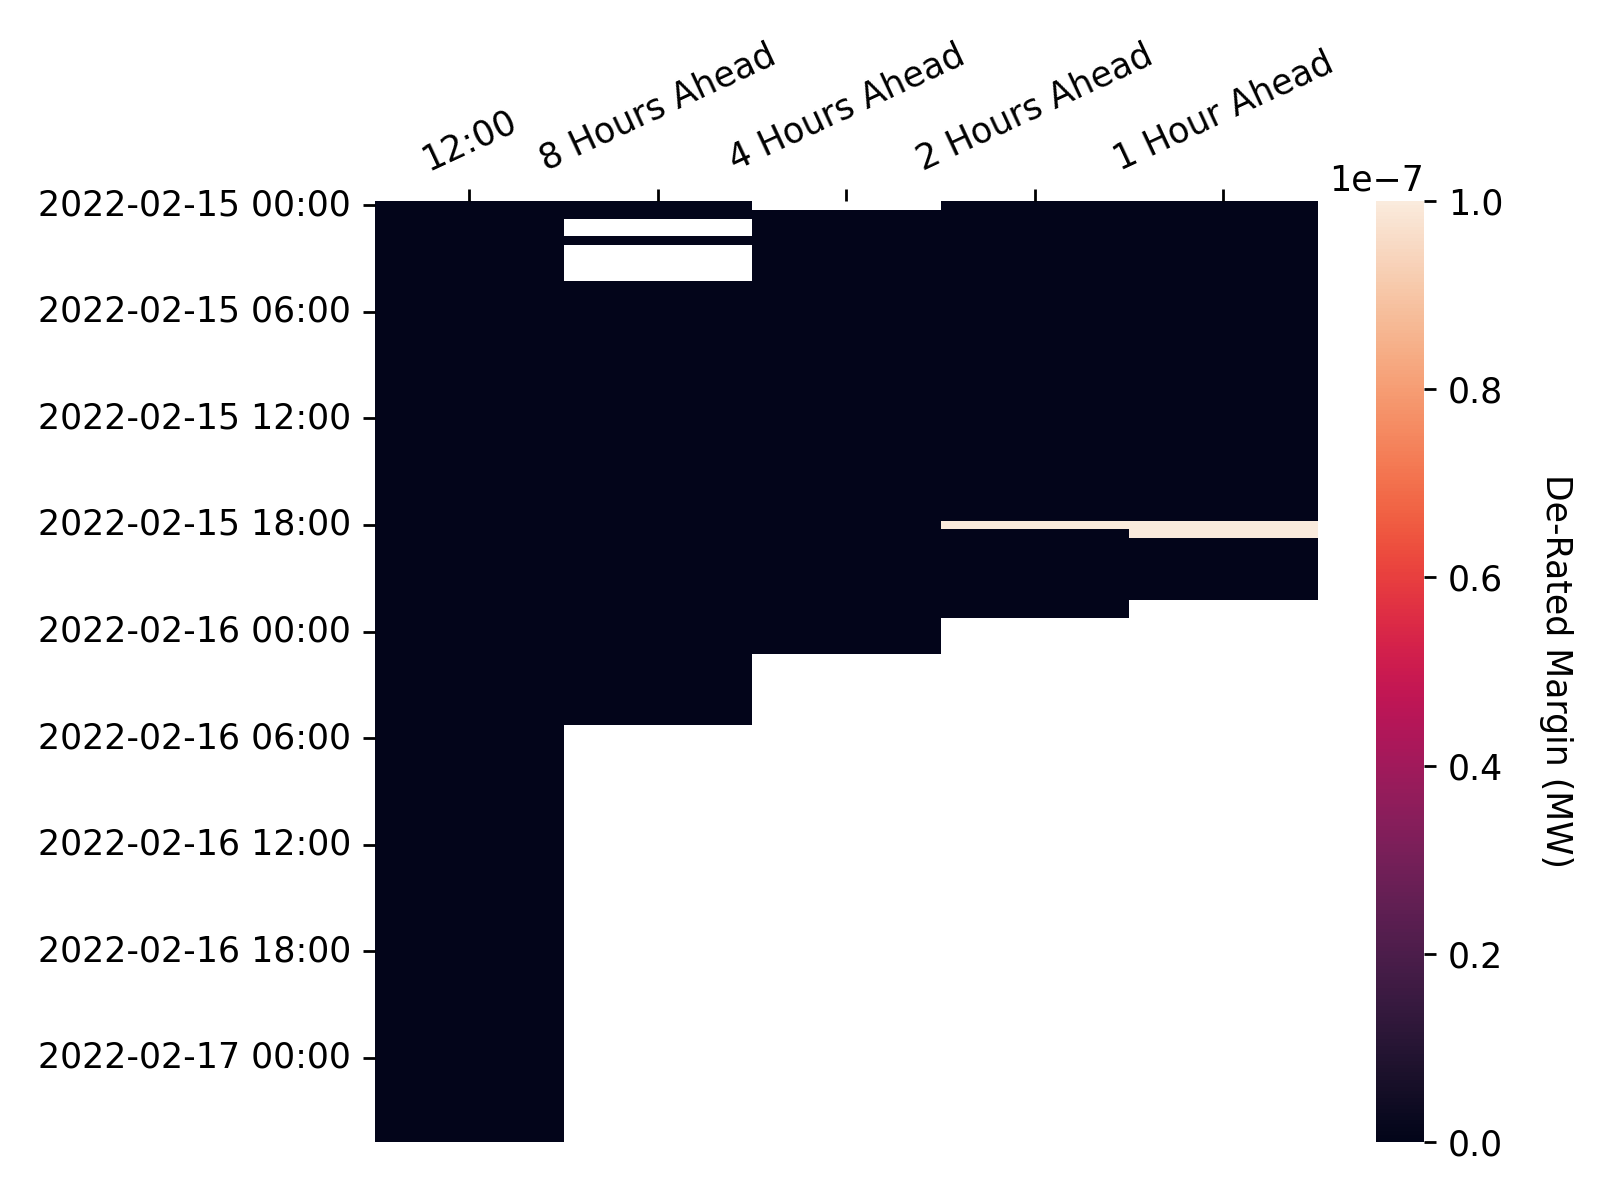 12:00
8 Hours Ahead
4 Hours Ahead
2 Hours Ahead
1 Hour Ahead
2022-02-15 00:00
2022-02-15 06:00
2022-02-15 12:00
2022-02-15 18:00
2022-02-16 00:00
2022-02-16 06:00
2022-02-16 12:00
2022-02-16 18:00
2022-02-17 00:00
1e−7
1.0
0.8
0.6
0.4
0.2
0.0
De-Rated Margin (MW)